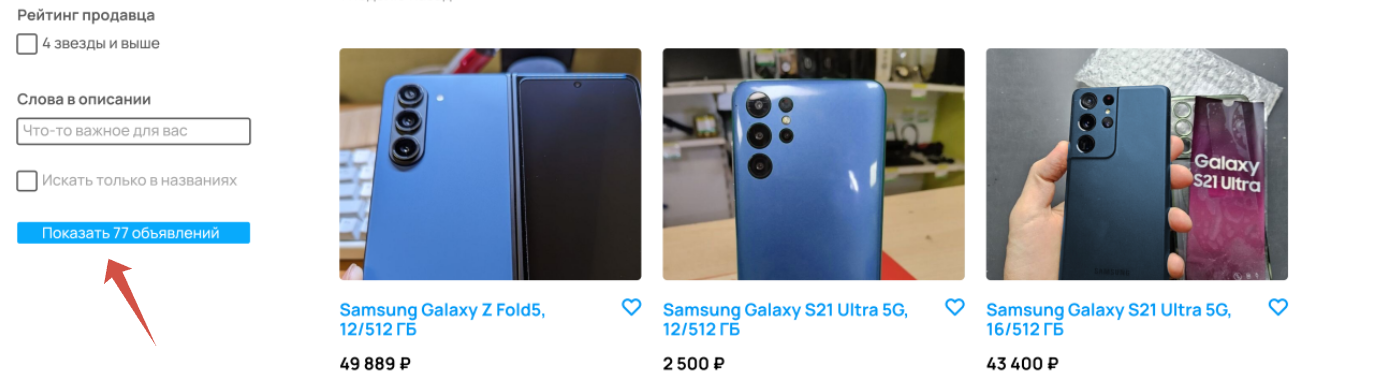 Рейтинг продавца
4 звезды и выше
Слова в описании
Что-то важное для вас
Искать только в названиях
Показать 77 объявлений
Galaxy
S21 Ultra
Samsung Galaxy Z Fold5,
12/512 ГБ
49 889 ₽
Samsung Galaxy S21 Ultra 5G,
12/512 ГБ
2 500 ₽
Samsung Galaxy S21 Ultra 5G,
16/512 ГБ
43 400 ₽